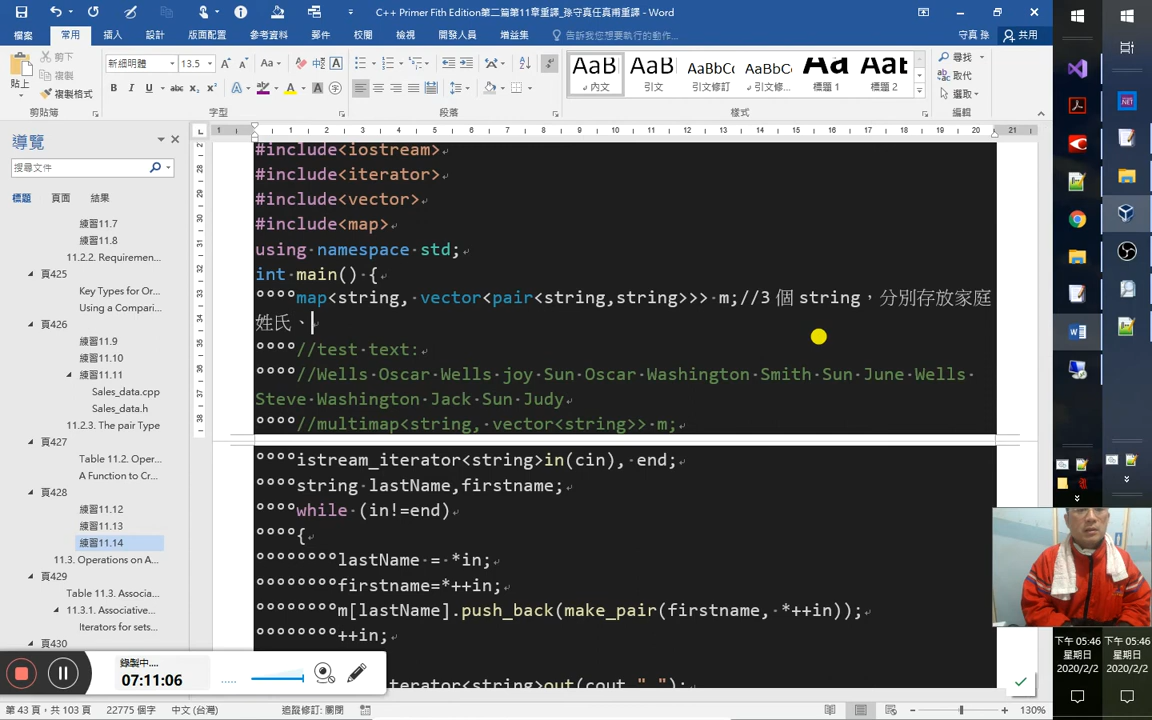 C++ Primer Fith Edition第二篇第11章重譯_孫守真任真甫重譯 - Word
檔案 常用 插入 設計 版面配置 參考資料 郵件 校閱 檢視 開發人員 增益集 告訴我您想要執行的動作... 守真 孫 共用
貼上 剪下 複製 複製格式
新細明體 13.5
AaB 內文 AaB 引文 AaBbCc 引文修... AaBbC 引文修... AaB 標題 1 AaB 標題 2
尋找 取代 選取
剪貼簿 字型 段落 樣式 編輯
導覽
搜尋文件
標題 頁面 結果
練習11.7
練習11.8
11.2.2. Requiremen...
頁425
Key Types for Or...
Using a Compari...
頁426
練習11.9
練習11.10
練習11.11
Sales_data.cpp
Sales_data.h
11.2.3. The pair Type
頁427
Table 11.2. Oper...
A Function to Cr...
頁428
練習11.12
練習11.13
練習11.14
11.3. Operations on A...
頁429
Table 11.3. Associa...
11.3.1. Associative...
Iterators for sets...
頁430
#include<iostream>
#include<iterator>
#include<vector>
#include<map>
using namespace std;
int main() {
map<string, vector<pair<string,string>>> m;//3 個 string，分別存放家庭
姓氏、
//test text:
//Wells Oscar Wells joy Sun Oscar Washington Smith Sun June Wells
Steve Washington Jack Sun Judy
//multimap<string, vector<string>> m;
istream_iterator<string>in(cin), end;
string lastName,firstname;
while (in!=end)
{
lastName = *in;
firstname=*++in;
m[lastName].push_back(make_pair(firstname, *++in));
++in;
錄製中....
07:11:06
第 43 頁，共 103 頁 22775 個字 中文 (台灣) 追蹤修訂: 關閉 130%
下午 05:46 下午 05:46
星期日 星期日
2020/2/2 2020/2/2